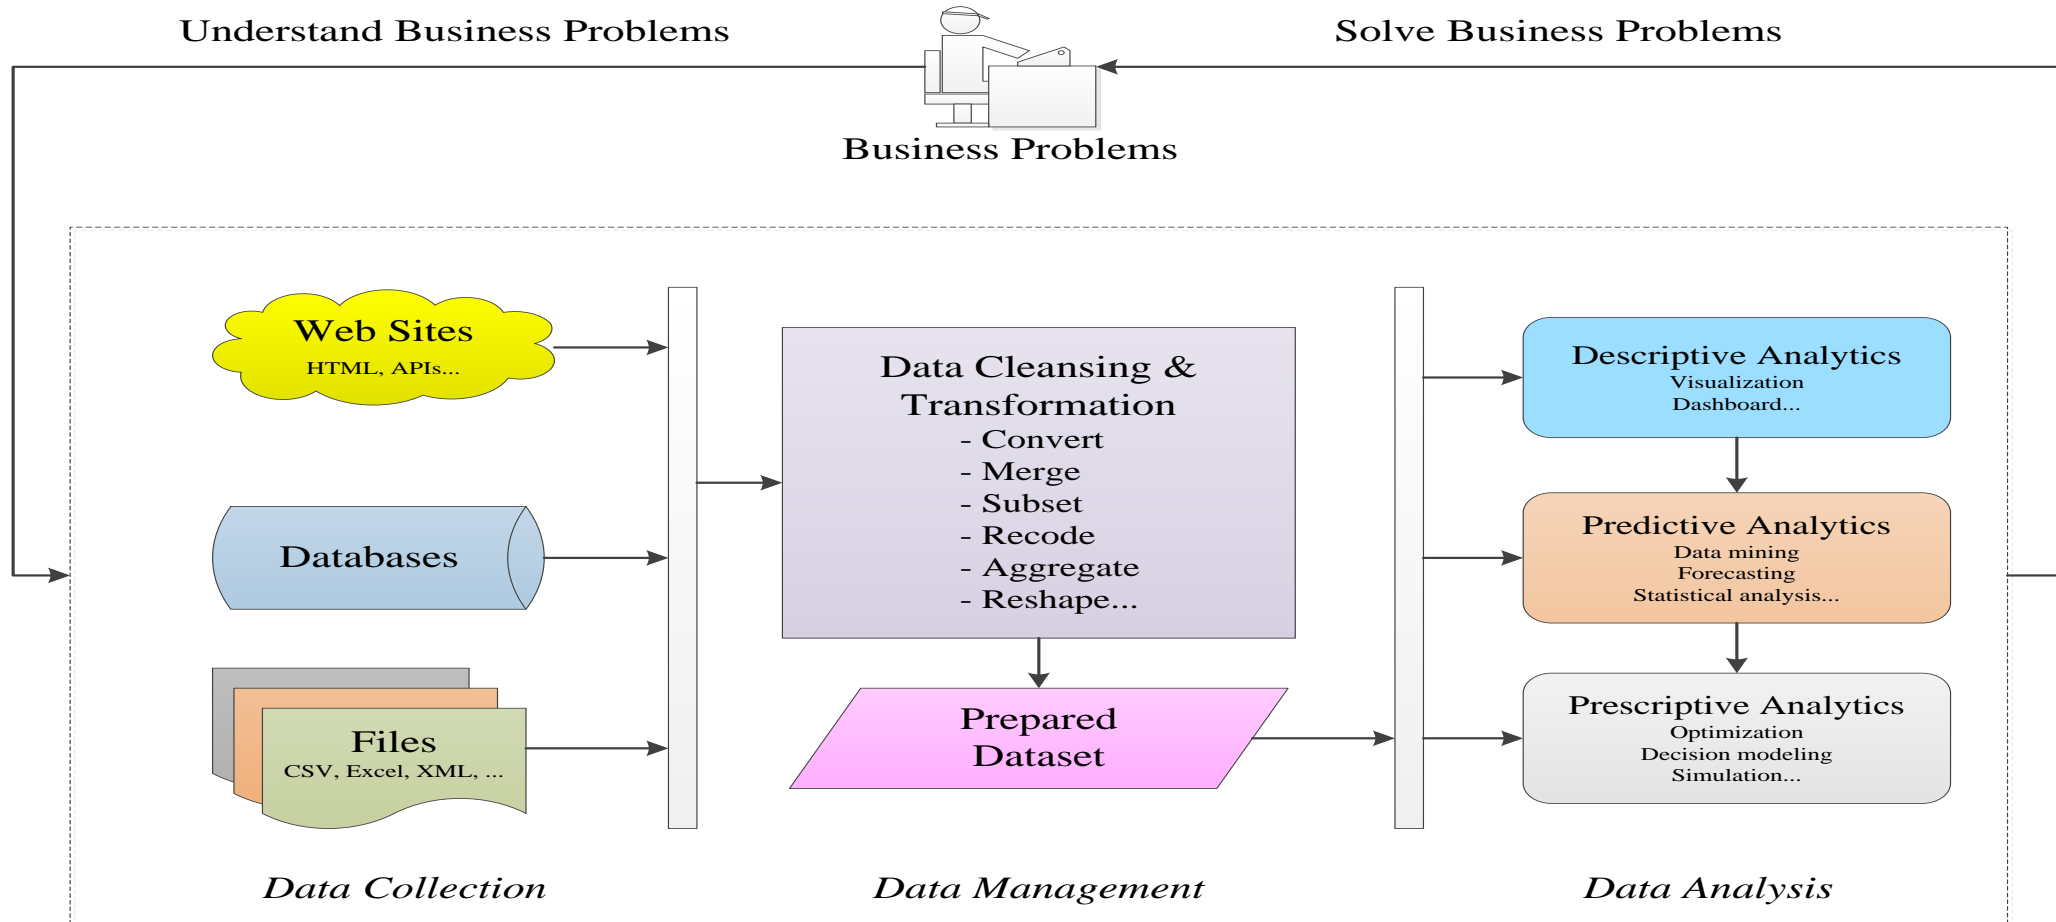 Understand Business Problems
Solve Business Problems
Business Problems
Web Sites
HTML, APIs...
Databases
Files
CSV, Excel, XML, ...
Data Collection
Data Cleansing &
Transformation
- Convert
- Merge
- Subset
- Recode
- Aggregate
- Reshape...
Prepared
Dataset
Data Management
Descriptive Analytics
Visualization
Dashboard...
Predictive Analytics
Data mining
Forecasting
Statistical analysis...
Prescriptive Analytics
Optimization
Decision modeling
Simulation...
Data Analysis